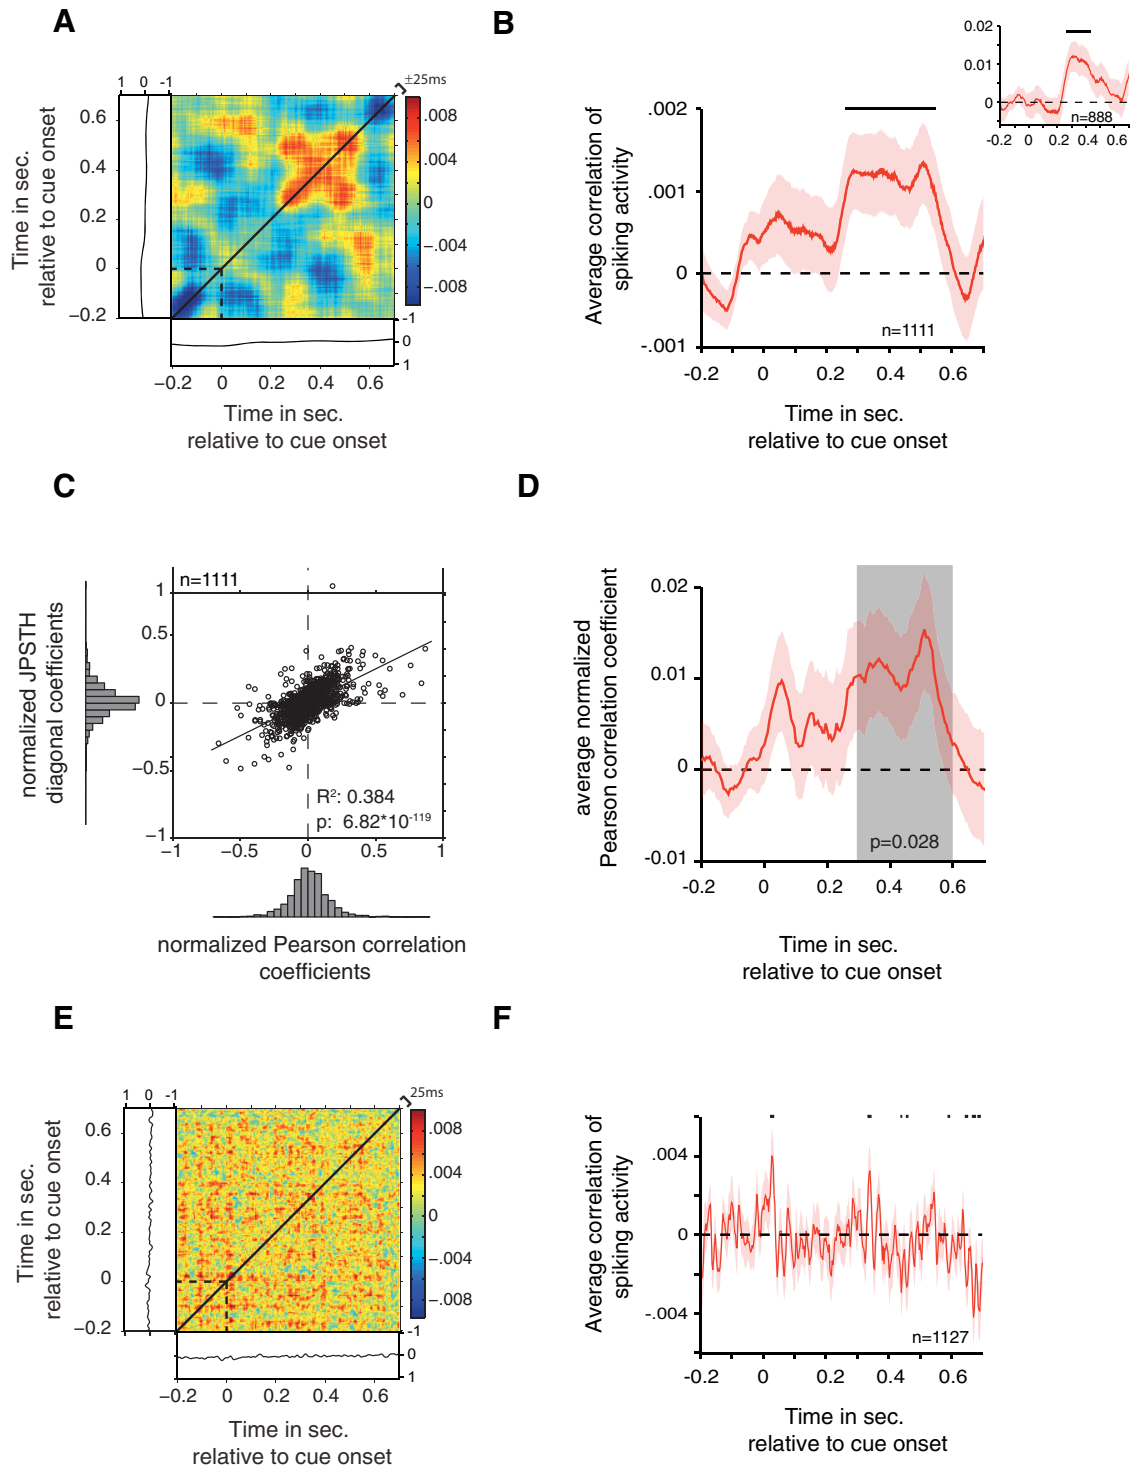 A
1 0 -1
±25ms
0.6
0.4
0.2
0
−0.2
Time in sec.
relative to cue onset
.008
.004
0
−.004
−.008
-1
0
1
−0.2 0 0.2 0.4 0.6
Time in sec.
relative to cue onset
B
.002
.001
0
-.001
Average correlation of
spiking activity
n=1111
-0.2 0 0.2 0.4 0.6
Time in sec.
relative to cue onset
0.02
0.01
0
n=888
-0.2 0 0.2 0.4 0.6
C
n=1111
1
0.5
0
−0.5
−1
normalized JPSTH
diagonal coefficients
R²: 0.384
p: 6.82*10⁻¹¹⁹
−1 −0.5 0 0.5 1
normalized Pearson correlation
coefficients
D
0.02
0.01
0
-0.01
average normalized
Pearson correlation coefficient
p=0.028
-0.2 0 0.2 0.4 0.6
Time in sec.
relative to cue onset
E
1 0 -1
25ms
0.6
0.4
0.2
0
−0.2
Time in sec.
relative to cue onset
.008
.004
0
−.004
−.008
-1
0
1
−0.2 0 0.2 0.4 0.6
Time in sec.
relative to cue onset
F
.004
0
-.004
Average correlation of
spiking activity
n=1127
-0.2 0 0.2 0.4 0.6
Time in sec.
relative to cue onset